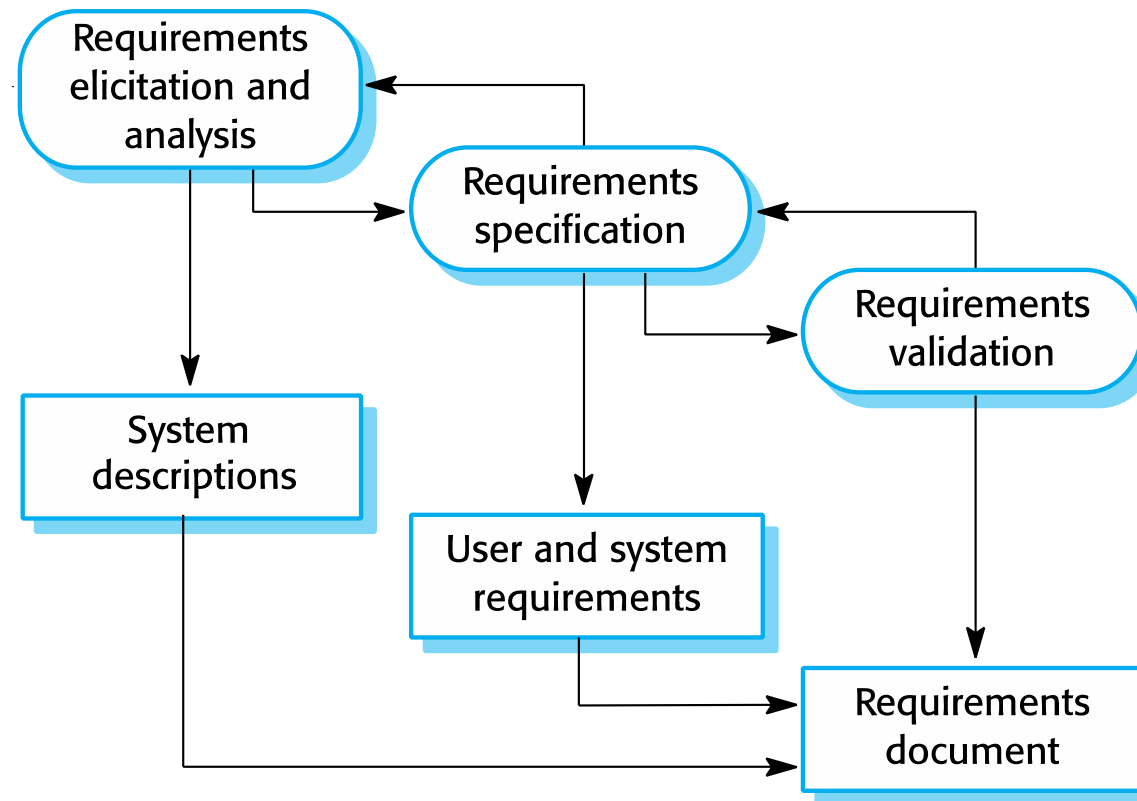 Requirements
elicitation and
analysis
Requirements
specification
Requirements
validation
System
descriptions
User and system
requirements
Requirements
document